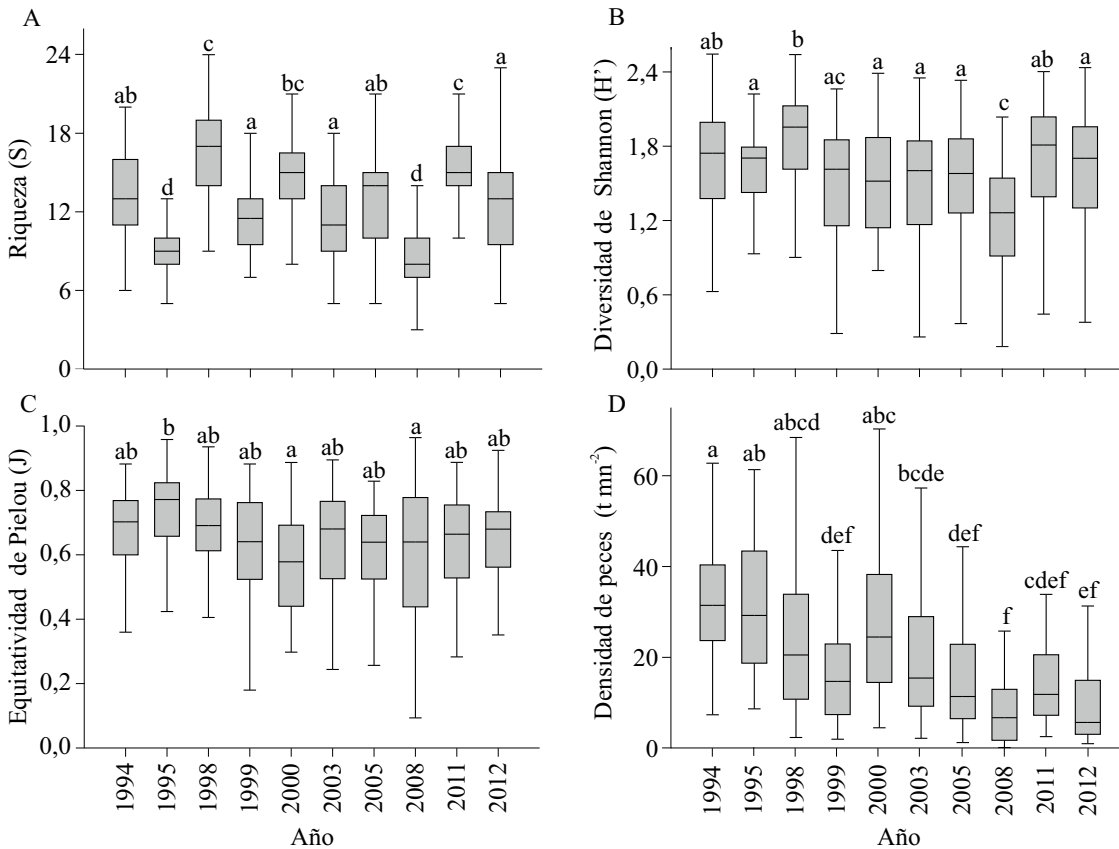 A
Riqueza (S)
24
18
12
6
0
ab
d
c
a
bc
a
ab
d
c
a
B
Diversidad de Shannon (H’)
2,4
1,8
1,2
0,6
0,0
ab
a
b
ac
a
a
a
c
ab
a
C
Equitatividad de Pielou (J)
1,0
0,8
0,6
0,4
0,2
0,0
ab
b
ab
ab
a
ab
ab
a
ab
ab
1994
1995
1998
1999
2000
2003
2005
2008
2011
2012
Año
D
Densidad de peces (t mn⁻²)
60
40
20
0
a
ab
abcd
def
abc
bcde
def
f
cdef
ef
1994
1995
1998
1999
2000
2003
2005
2008
2011
2012
Año